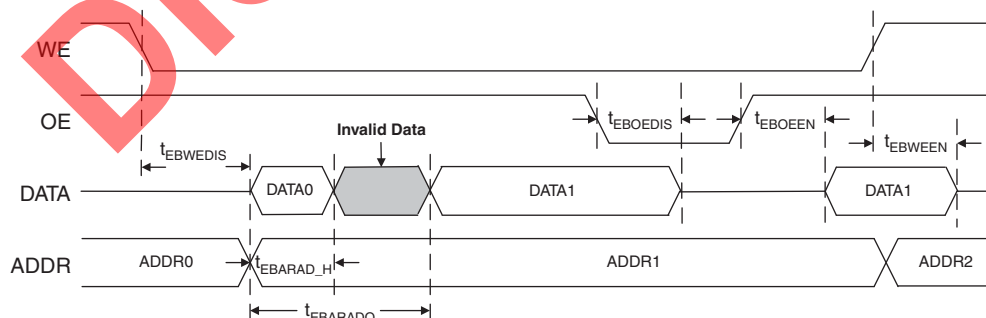 WE
OE
tEBOEDIS
tEBOEEN
Invalid Data
tEBWEDIS
tEBWEEN
DATA
DATA0
DATA1
DATA1
ADDR
ADDR0
tEBARAD_H
ADDR1
ADDR2